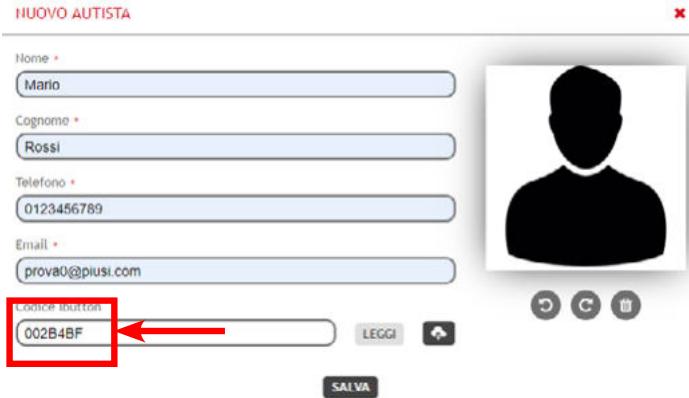 NUOVO AUTISTA
Nome *
Mario
Cognome *
Rossi
Telefono *
0123456789
Email *
prova0@piusi.com
Codice Ibutton
002B4BF
LEGGI
SALVA